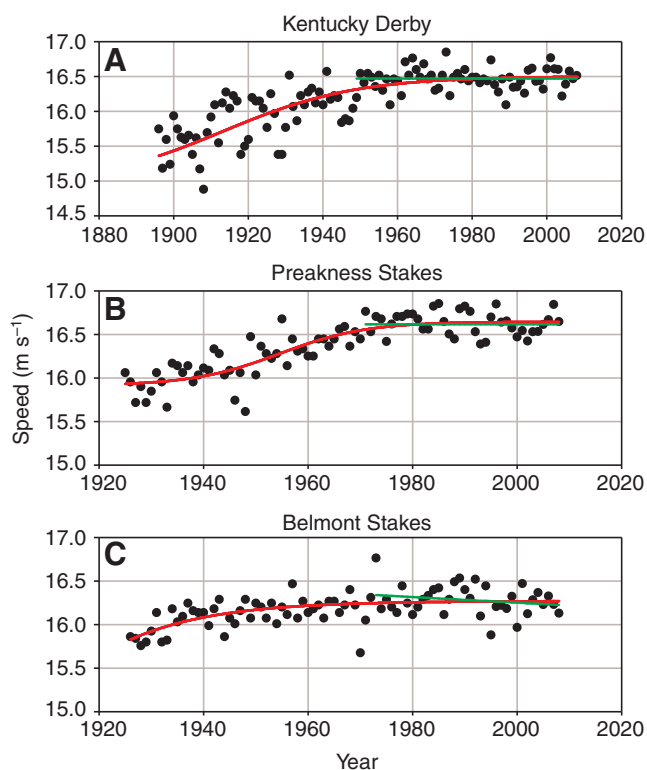 Kentucky Derby
A
17.0
16.5
16.0
15.5
15.0
14.5
1880 1900 1920 1940 1960 1980 2000 2020
Preakness Stakes
B
17.0
16.5
16.0
15.5
15.0
1920 1940 1960 1980 2000 2020
Speed (m s⁻¹)
Belmont Stakes
C
17.0
16.5
16.0
15.5
15.0
1920 1940 1960 1980 2000 2020
Year